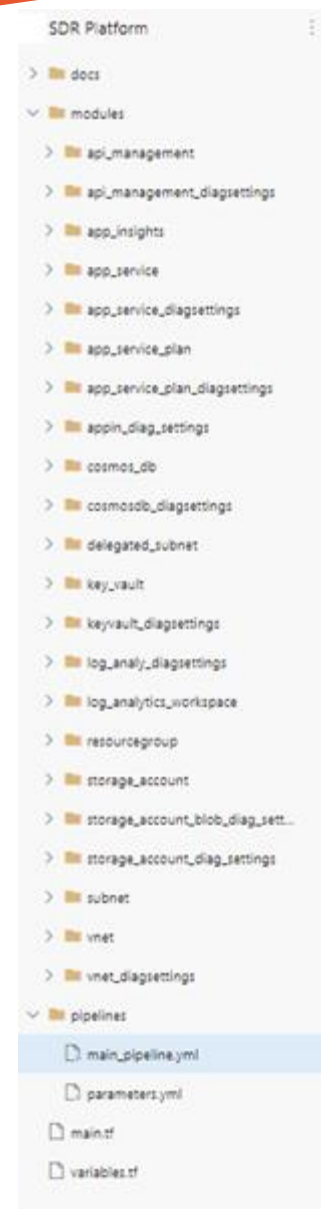 SDR Platform
docs
modules
api_management
api_management_diagsettings
app_insights
app_service
app_service_diagsettings
app_service_plan
app_service_plan_diagsettings
appin_diag_settings
cosmos_db
cosmosdb_diagsettings
delegated_subnet
key_vault
keyvault_diagsettings
log_analy_diagsettings
log_analytics_workspace
resourcegroup
storage_account
storage_account_blob_diag_sett...
storage_account_diag_settings
subnet
vnet
vnet_diagsettings
pipelines
main_pipeline.yml
parameters.yml
main.tf
variables.tf